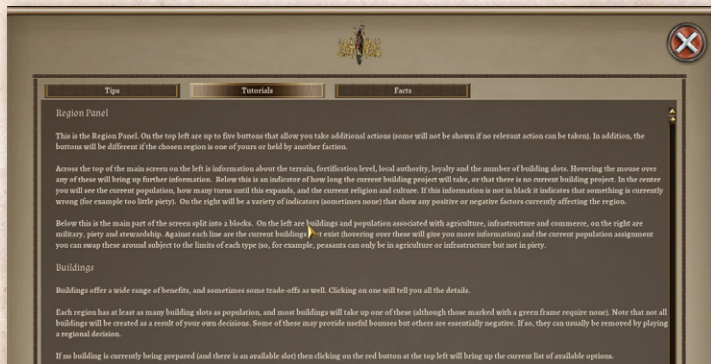 Tips Tutorials Facts
Region Panel
This is the Region Panel. On the top left are up to five buttons that allow you take additional actions (some will not be shown if no relevant action can be taken). In addition, the
buttons will be different if the chosen region is one of yours or held by another faction.
Across the top of the main screen on the left is information about the terrain, fortification level, local authority, loyalty and the number of building slots. Hovering the mouse over
any of these will bring up further information. Below this is an indicator of how long the current building project will take, or that there is no current building project. In the center
you will see the current population, how many turns until this expands, and the current religion and culture. If this information is not in black it indicates that something is currently
wrong (for example too little piety). On the right will be a variety of indicators (sometimes none) that show any positive or negative factors currently affecting the region.
Below this is the main part of the screen split into 2 blocks. On the left are buildings and population associated with agriculture, infrastructure and commerce, on the right are
military, piety and stewardship. Against each line are the current buildings t exist (hovering over these will give you more information) and the current population assignment
you can swap these around subject to the limits of each type (so, for example, peasants can only be in agriculture or infrastructure but not in piety.
Buildings
Buildings offer a wide range of benefits, and sometimes some trade-offs as well. Clicking on one will tell you all the details.
Each region has at least as many building slots as population, and most buildings will take up one of these (although those marked with a green frame require none). Note that not all
buildings will be created as a result of your own decisions. Some of these may provide useful bonuses but others are essentially negative. If so, they can usually be removed by playing
a regional decision.
If no building is currently being prepared (and there is an available slot) then clicking on the red button at the top left will bring up the current list of available options.